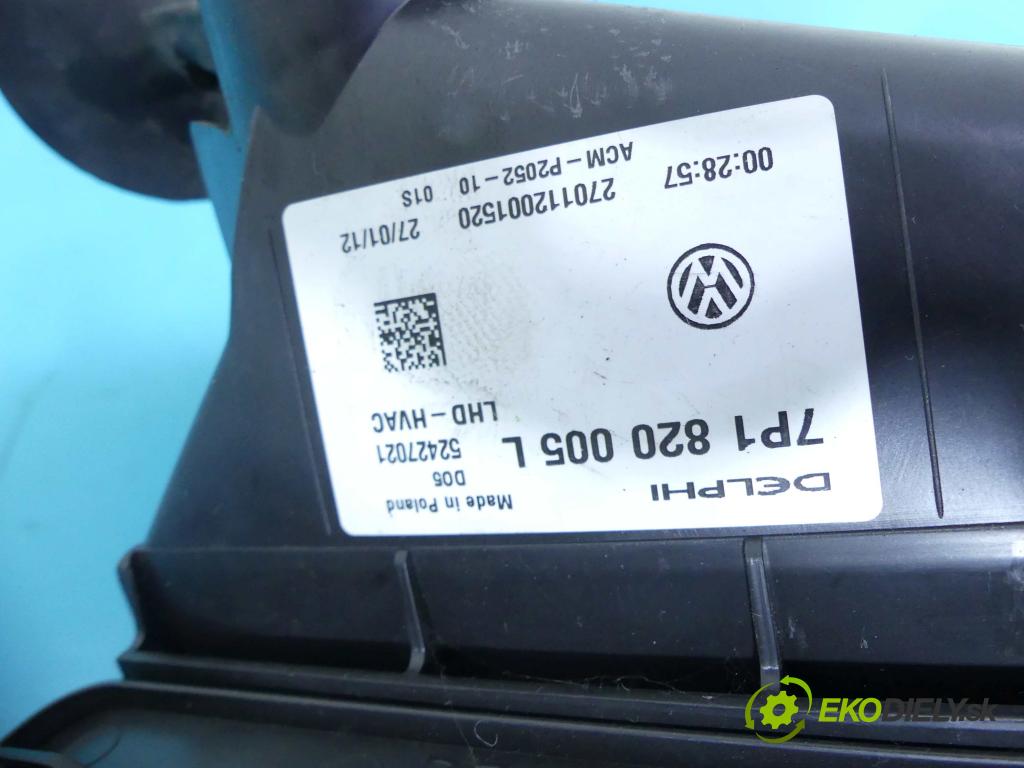 DELPHI
Made in Poland
D05
7P1 820 005 L
52427021
LHD-HVAC
00:28:57
270112001520
27/01/12
ACM-P2052-10
01S
EKODIELY.sk